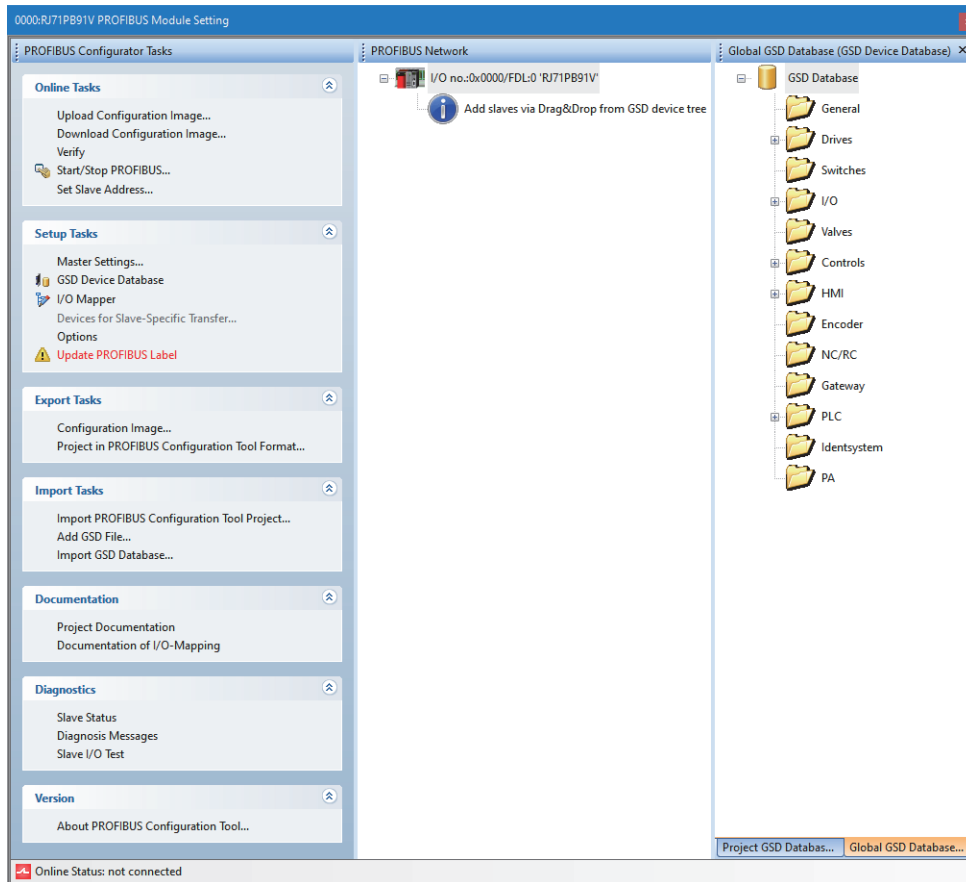 0000:RJ71PB91V PROFIBUS Module Setting
PROFIBUS Configurator Tasks
Online Tasks
Upload Configuration Image...
Download Configuration Image...
Verify
Start/Stop PROFIBUS...
Set Slave Address...
Setup Tasks
Master Settings...
GSD Device Database
I/O Mapper
Devices for Slave-Specific Transfer...
Options
Update PROFIBUS Label
Export Tasks
Configuration Image...
Project in PROFIBUS Configuration Tool Format...
Import Tasks
Import PROFIBUS Configuration Tool Project...
Add GSD File...
Import GSD Database...
Documentation
Project Documentation
Documentation of I/O-Mapping
Diagnostics
Slave Status
Diagnosis Messages
Slave I/O Test
Version
About PROFIBUS Configuration Tool...
PROFIBUS Network
I/O no.:0x0000/FDL:0 'RJ71PB91V'
Add slaves via Drag&Drop from GSD device tree
Global GSD Database (GSD Device Database)
GSD Database
General
Drives
Switches
I/O
Valves
Controls
HMI
Encoder
NC/RC
Gateway
PLC
Identsystem
PA
Project GSD Databas...
Global GSD Database...
Online Status: not connected